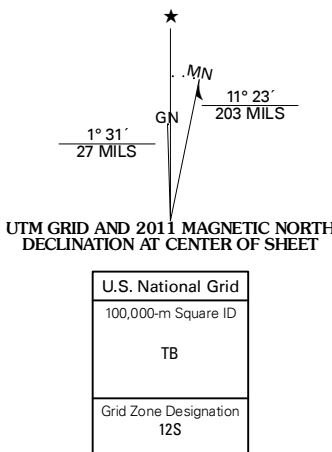 MN
GN
11° 23´
203 MILS
1° 31´
27 MILS
UTM GRID AND 2011 MAGNETIC NORTH
DECLINATION AT CENTER OF SHEET
U.S. National Grid
100,000-m Square ID
TB
Grid Zone Designation
12S